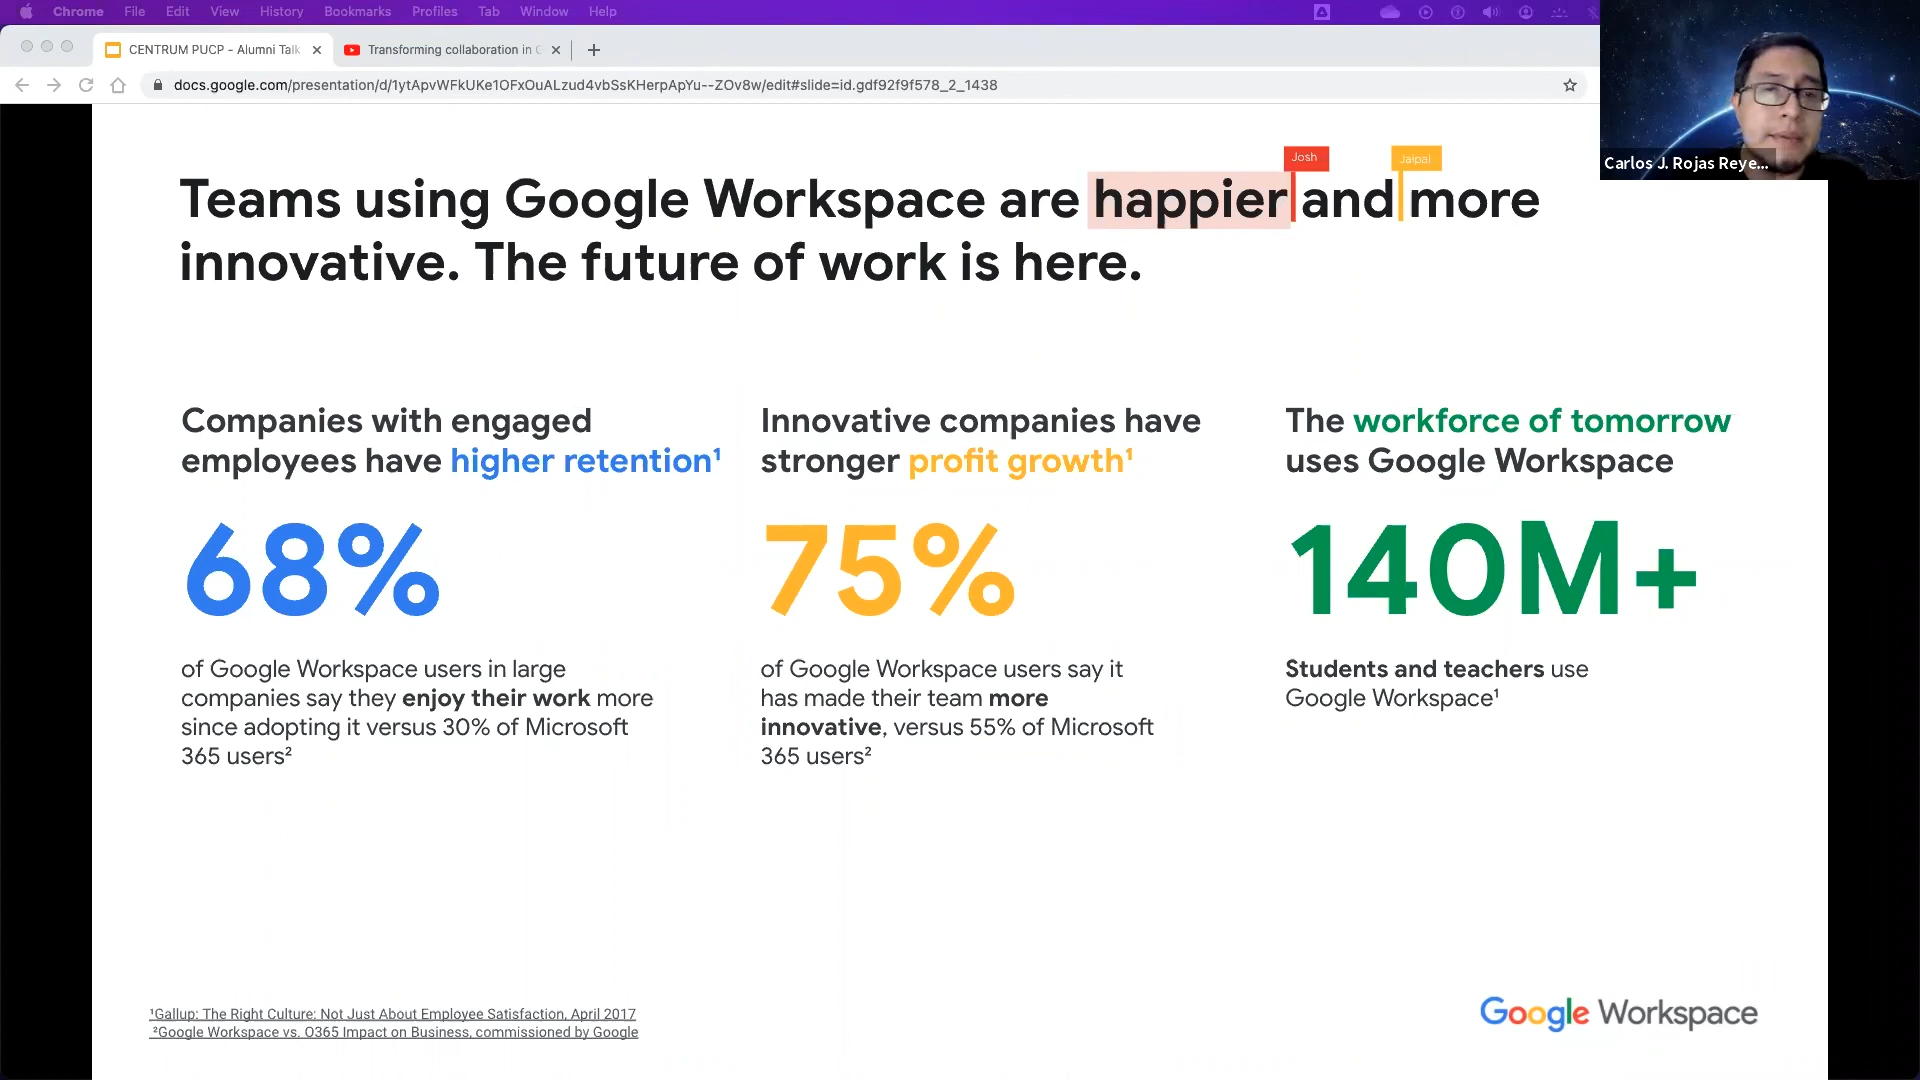 Chrome File Edit View History Bookmarks Profiles Tab Window Help
CENTRUM PUCP - Alumni Talk
Transforming collaboration in
docs.google.com/presentation/d/1ytApvWFkUKe1OFxOuALzud4vbSsKHerpApYu--ZOv8w/edit#slide=id.gdf92f9f578_2_1438
Carlos J. Rojas Reye...
Josh
Jaipal
Teams using Google Workspace are happier and more
innovative. The future of work is here.
Companies with engaged
employees have higher retention¹
68%
of Google Workspace users in large
companies say they enjoy their work more
since adopting it versus 30% of Microsoft
365 users²
Innovative companies have
stronger profit growth¹
75%
of Google Workspace users say it
has made their team more
innovative, versus 55% of Microsoft
365 users²
The workforce of tomorrow
uses Google Workspace
140M+
Students and teachers use
Google Workspace¹
¹Gallup: The Right Culture: Not Just About Employee Satisfaction, April 2017
²Google Workspace vs. O365 Impact on Business, commissioned by Google
Google Workspace